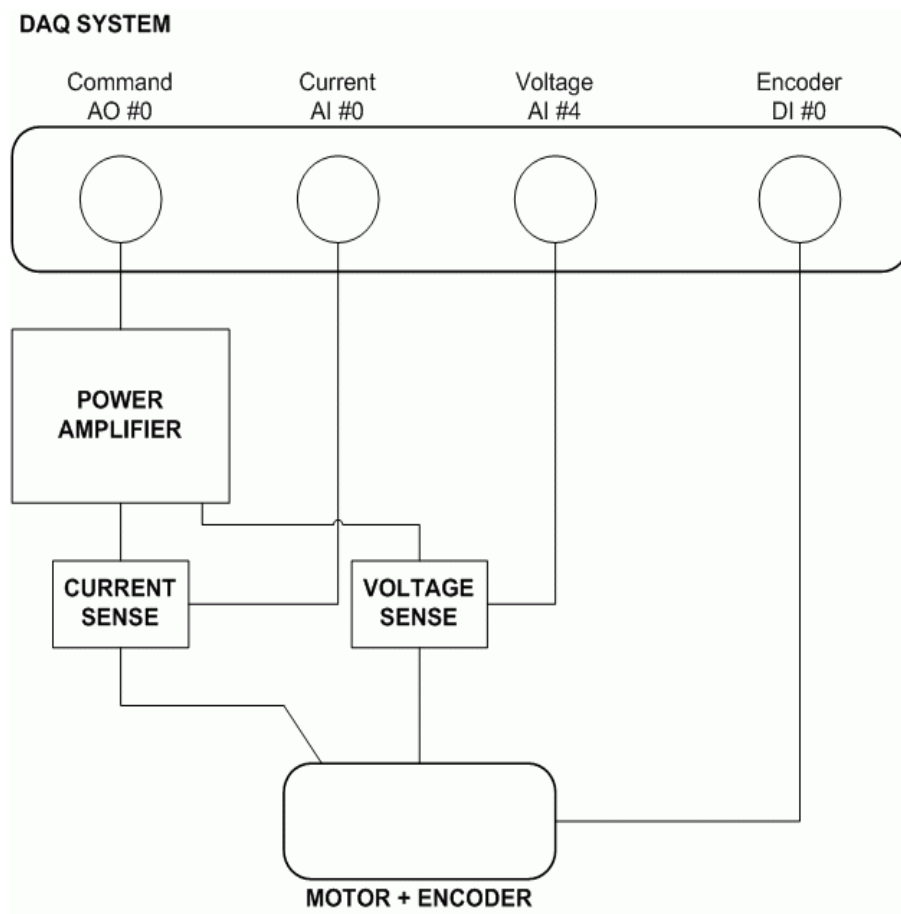 DAQ SYSTEM
Command
AO #0
Current
AI #0
Voltage
AI #4
Encoder
DI #0
POWER
AMPLIFIER
CURRENT
SENSE
VOLTAGE
SENSE
MOTOR + ENCODER